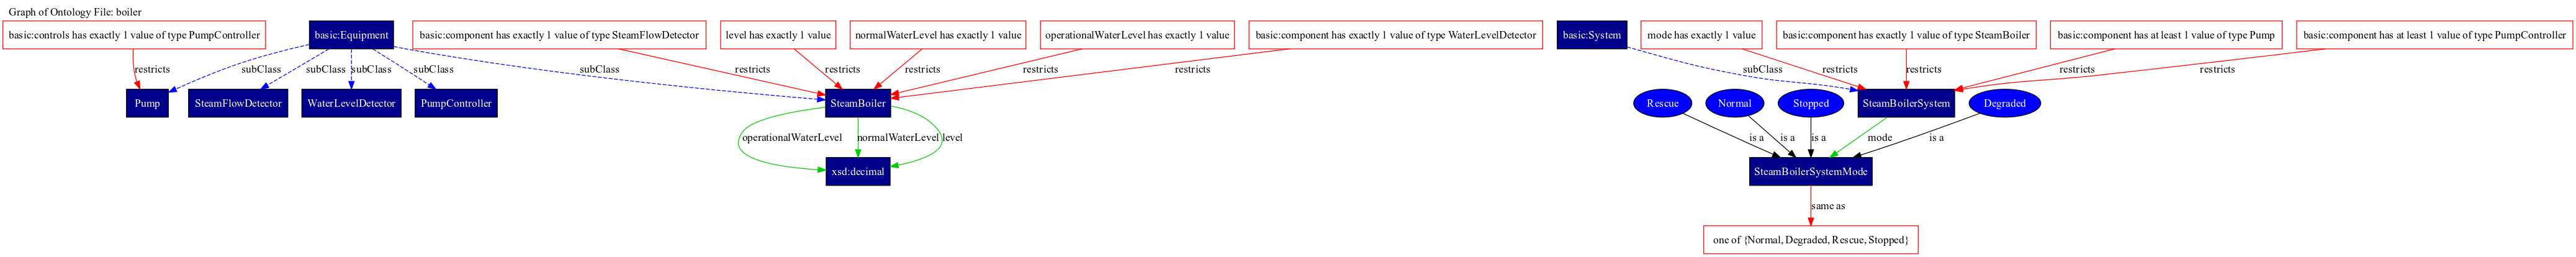 Graph of Ontology File: boiler
basic:controls has exactly 1 value of type PumpController
basic:Equipment
basic:component has exactly 1 value of type SteamFlowDetector
level has exactly 1 value
normalWaterLevel has exactly 1 value
operationalWaterLevel has exactly 1 value
basic:component has exactly 1 value of type WaterLevelDetector
basic:System
mode has exactly 1 value
basic:component has exactly 1 value of type SteamBoiler
basic:component has at least 1 value of type Pump
basic:component has at least 1 value of type PumpController
restricts
subClass
subClass
subClass
subClass
subClass
restricts
restricts
restricts
restricts
restricts
subClass
restricts
restricts
restricts
restricts
Pump
SteamFlowDetector
WaterLevelDetector
PumpController
SteamBoiler
Rescue
Normal
Stopped
SteamBoilerSystem
Degraded
operationalWaterLevel
normalWaterLevel
level
is a
is a
is a
mode
is a
xsd:decimal
SteamBoilerSystemMode
same as
one of {Normal, Degraded, Rescue, Stopped}